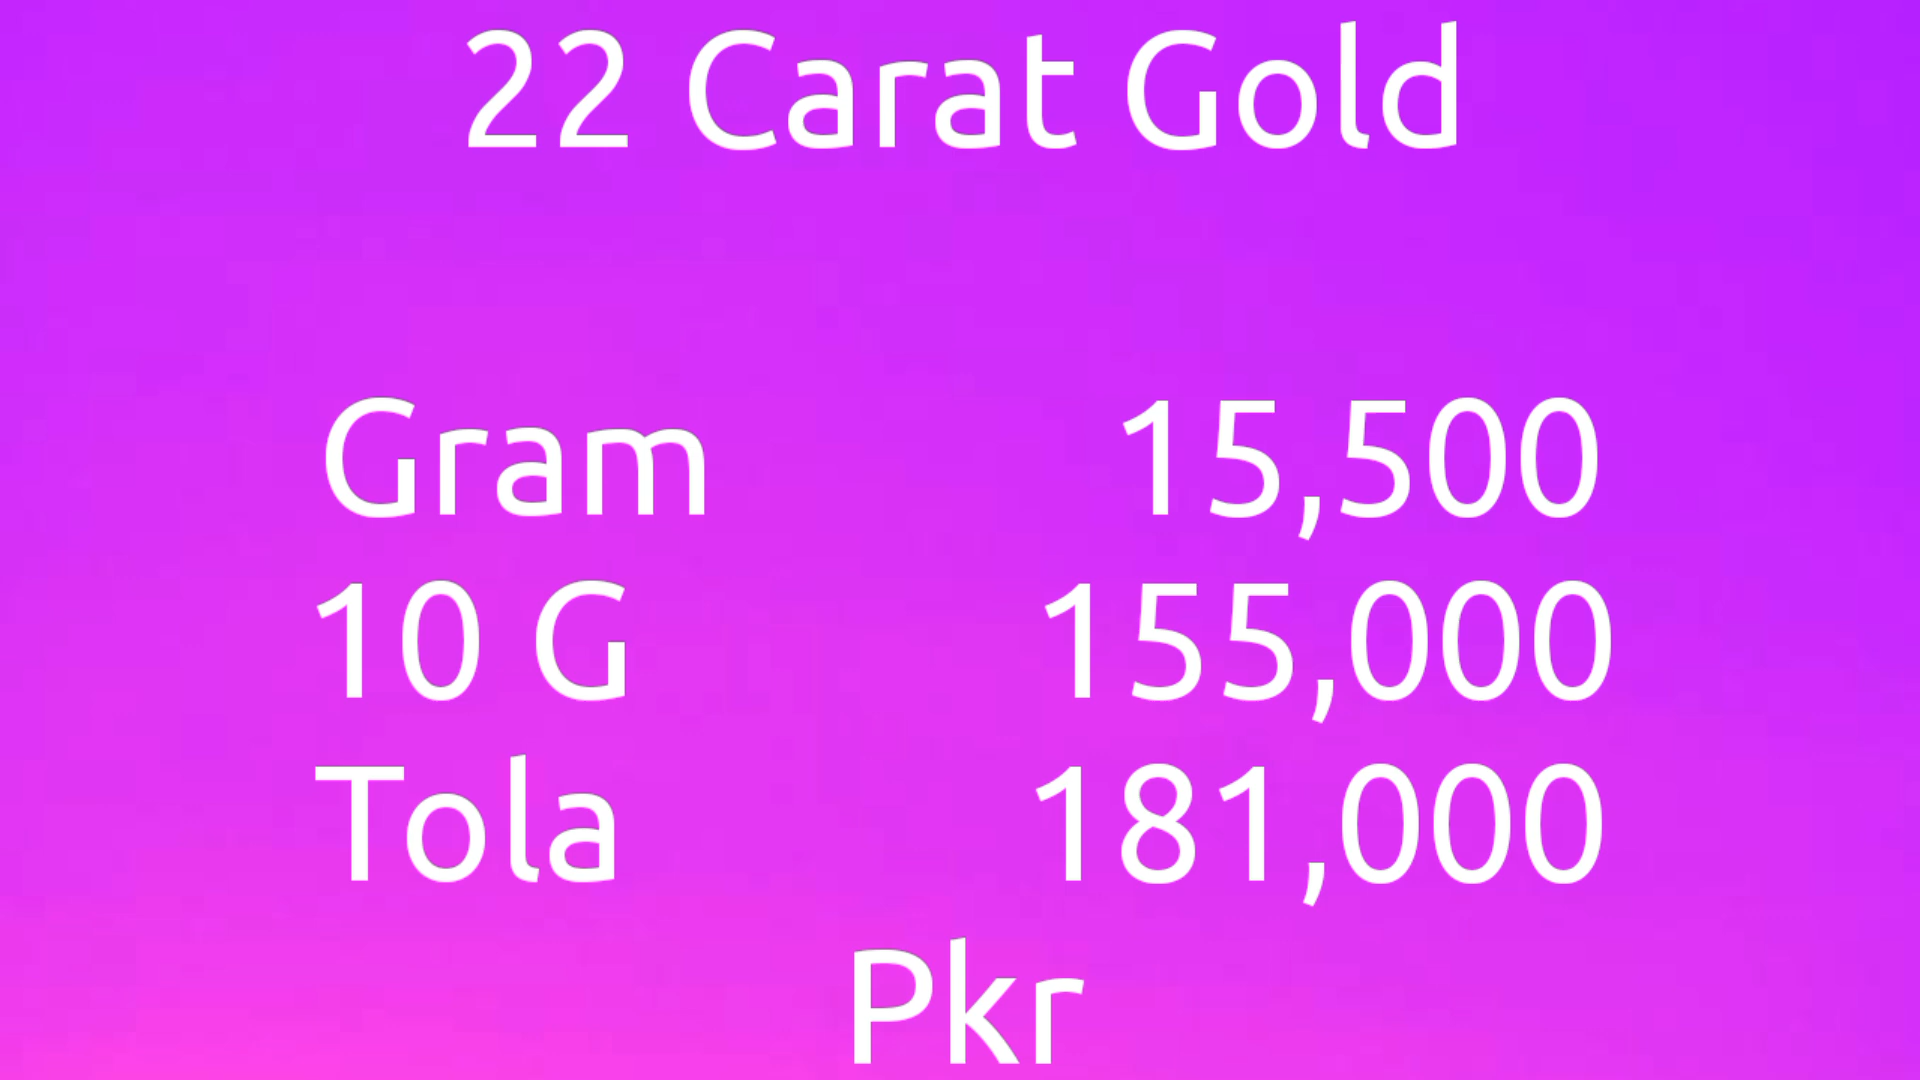 22 Carat Gold
Gram 15,500
10 G 155,000
Tola 181,000
Pkr